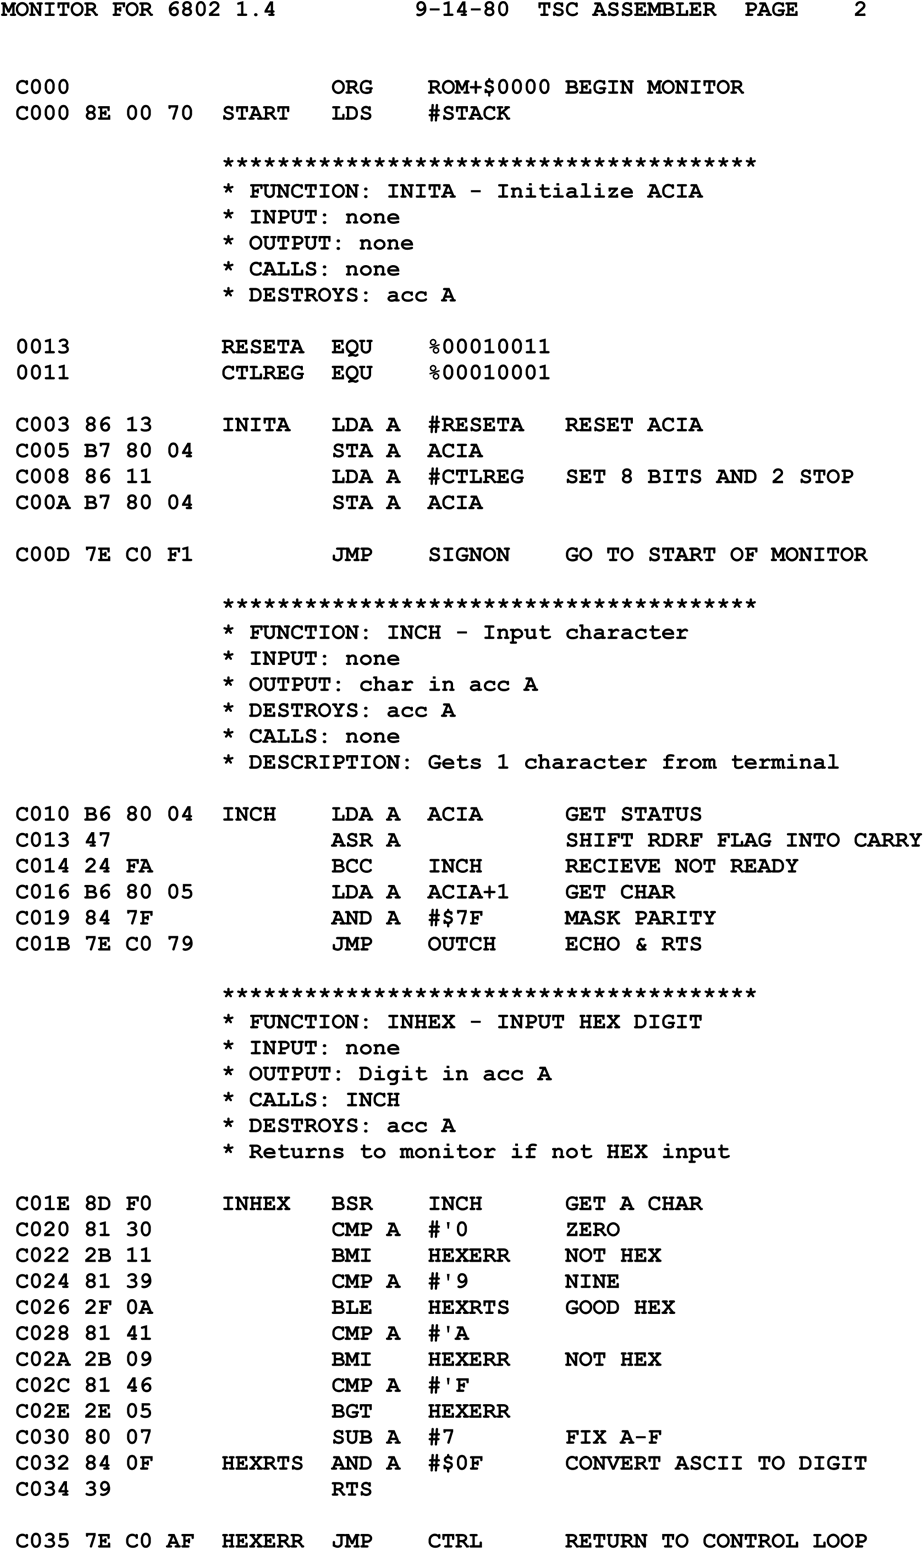 MONITOR FOR 6802 1.4          9-14-80  TSC ASSEMBLER  PAGE    2
 C000                   ORG    ROM+$0000 BEGIN MONITOR
 C000 8E 00 70  START   LDS    #STACK
                ***************************************
                * FUNCTION: INITA - Initialize ACIA
                * INPUT: none
                * OUTPUT: none
                * CALLS: none
                * DESTROYS: acc A
 0013           RESETA  EQU    %00010011
 0011           CTLREG  EQU    %00010001
 C003 86 13     INITA   LDA A  #RESETA   RESET ACIA
 C005 B7 80 04          STA A  ACIA
 C008 86 11             LDA A  #CTLREG   SET 8 BITS AND 2 STOP
 C00A B7 80 04          STA A  ACIA
 C00D 7E C0 F1          JMP    SIGNON    GO TO START OF MONITOR
                ***************************************
                * FUNCTION: INCH - Input character
                * INPUT: none
                * OUTPUT: char in acc A
                * DESTROYS: acc A
                * CALLS: none
                * DESCRIPTION: Gets 1 character from terminal
 C010 B6 80 04  INCH    LDA A  ACIA      GET STATUS
 C013 47                ASR A            SHIFT RDRF FLAG INTO CARRY
 C014 24 FA             BCC    INCH      RECIEVE NOT READY
 C016 B6 80 05          LDA A  ACIA+1    GET CHAR
 C019 84 7F             AND A  #$7F      MASK PARITY
 C01B 7E C0 79          JMP    OUTCH     ECHO & RTS
                ***************************************
                * FUNCTION: INHEX - INPUT HEX DIGIT
                * INPUT: none
                * OUTPUT: Digit in acc A
                * CALLS: INCH
                * DESTROYS: acc A
                * Returns to monitor if not HEX input
 C01E 8D F0     INHEX   BSR    INCH      GET A CHAR
 C020 81 30             CMP A  #'0       ZERO
 C022 2B 11             BMI    HEXERR    NOT HEX
 C024 81 39             CMP A  #'9       NINE
 C026 2F 0A             BLE    HEXRTS    GOOD HEX
 C028 81 41             CMP A  #'A
 C02A 2B 09             BMI    HEXERR    NOT HEX
 C02C 81 46             CMP A  #'F
 C02E 2E 05             BGT    HEXERR
 C030 80 07             SUB A  #7        FIX A-F
 C032 84 0F     HEXRTS  AND A  #$0F      CONVERT ASCII TO DIGIT
 C034 39                RTS
 C035 7E C0 AF  HEXERR  JMP    CTRL      RETURN TO CONTROL LOOP